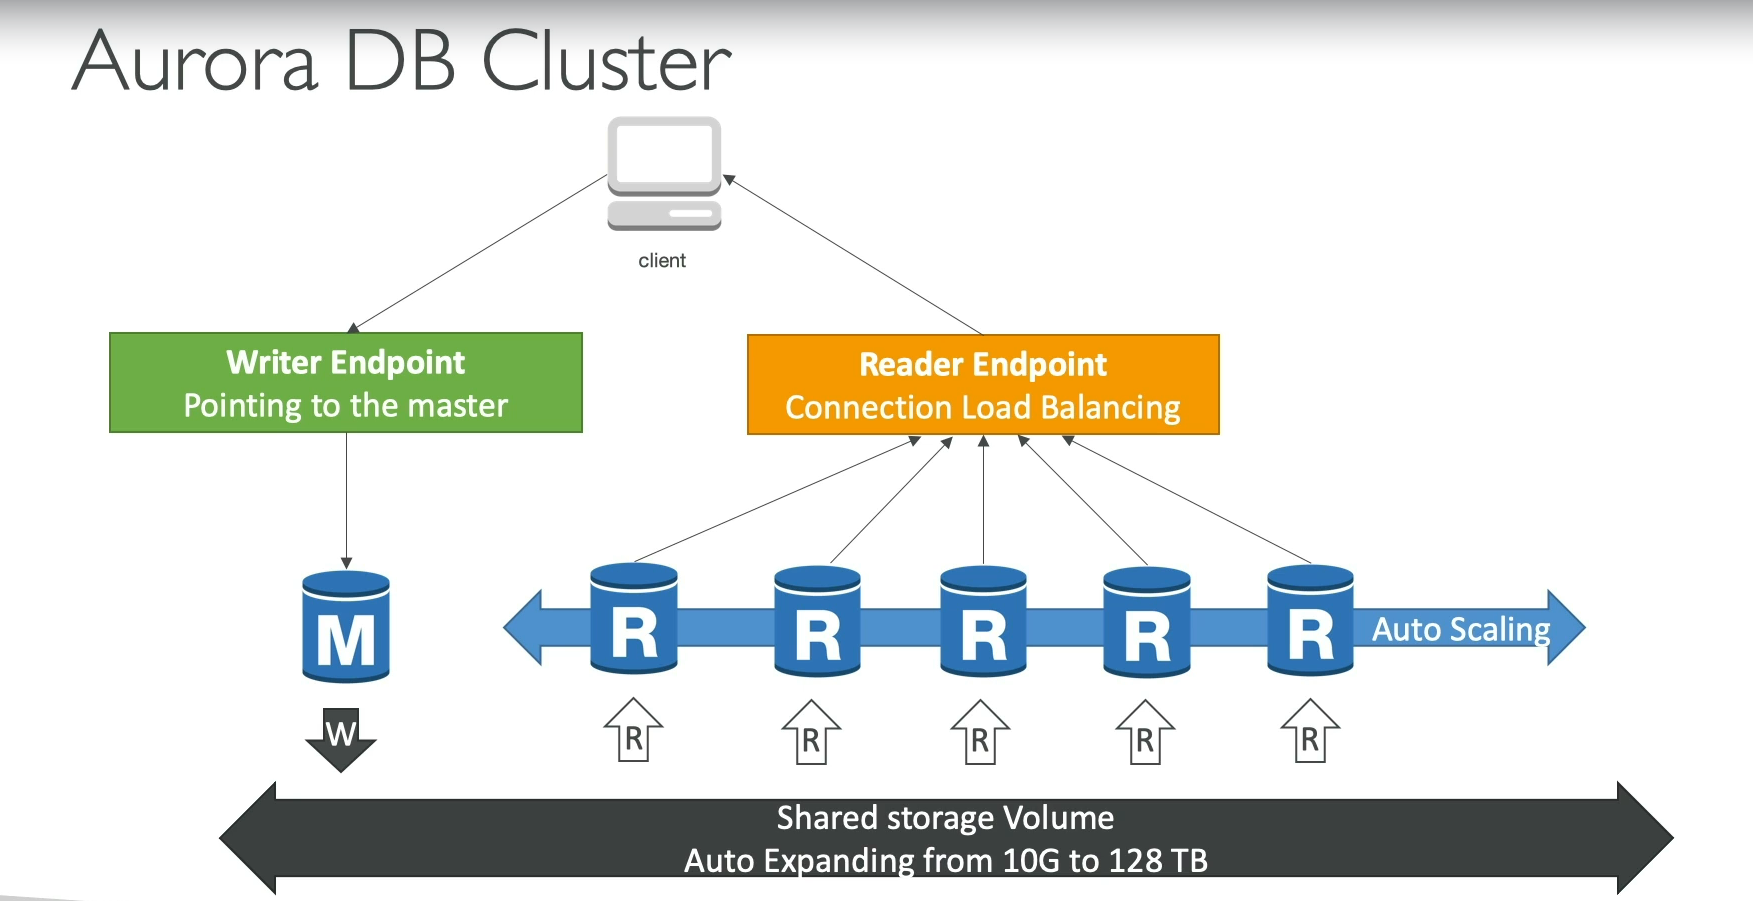 Aurora DB Cluster
client
Writer Endpoint
Pointing to the master
Reader Endpoint
Connection Load Balancing
M
R
R
R
R
R
Auto Scaling
W
R
R
R
R
R
Shared storage Volume
Auto Expanding from 10G to 128 TB